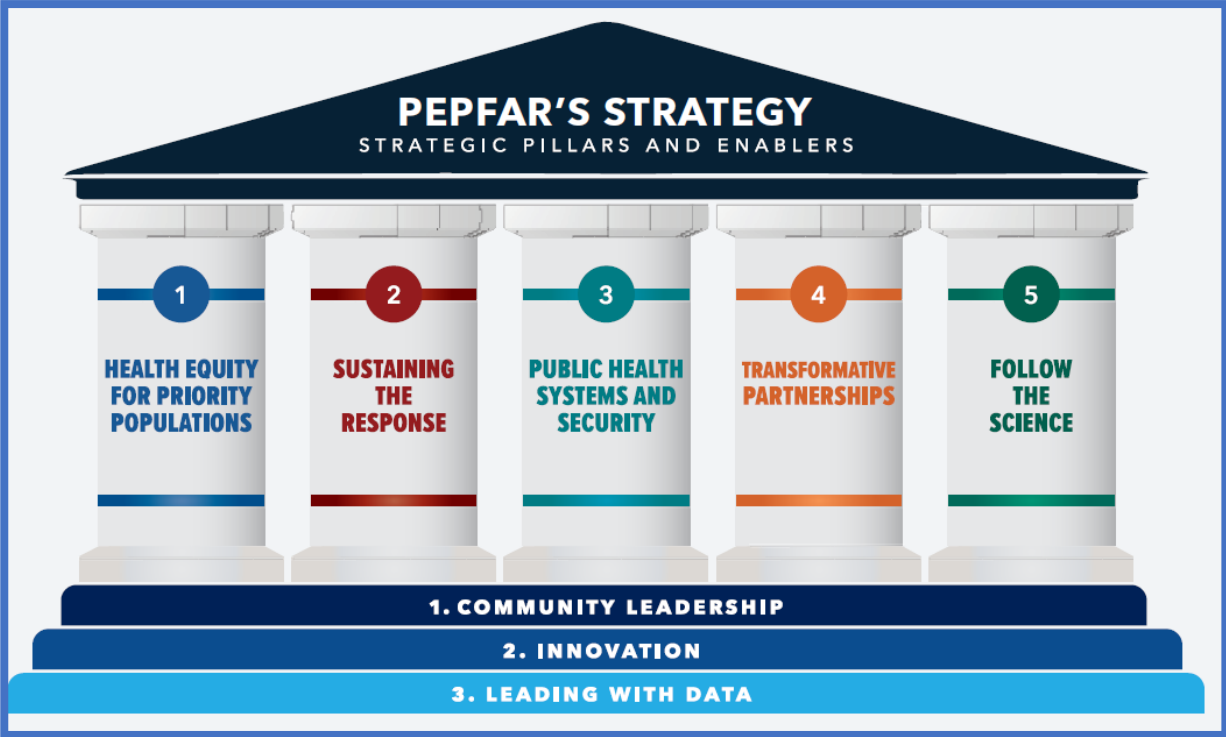 PEPFAR'S STRATEGY
STRATEGIC PILLARS AND ENABLERS
1
HEALTH EQUITY
FOR PRIORITY
POPULATIONS
2
SUSTAINING
THE
RESPONSE
3
PUBLIC HEALTH
SYSTEMS AND
SECURITY
4
TRANSFORMATIVE
PARTNERSHIPS
5
FOLLOW
THE
SCIENCE
1. COMMUNITY LEADERSHIP
2. INNOVATION
3. LEADING WITH DATA